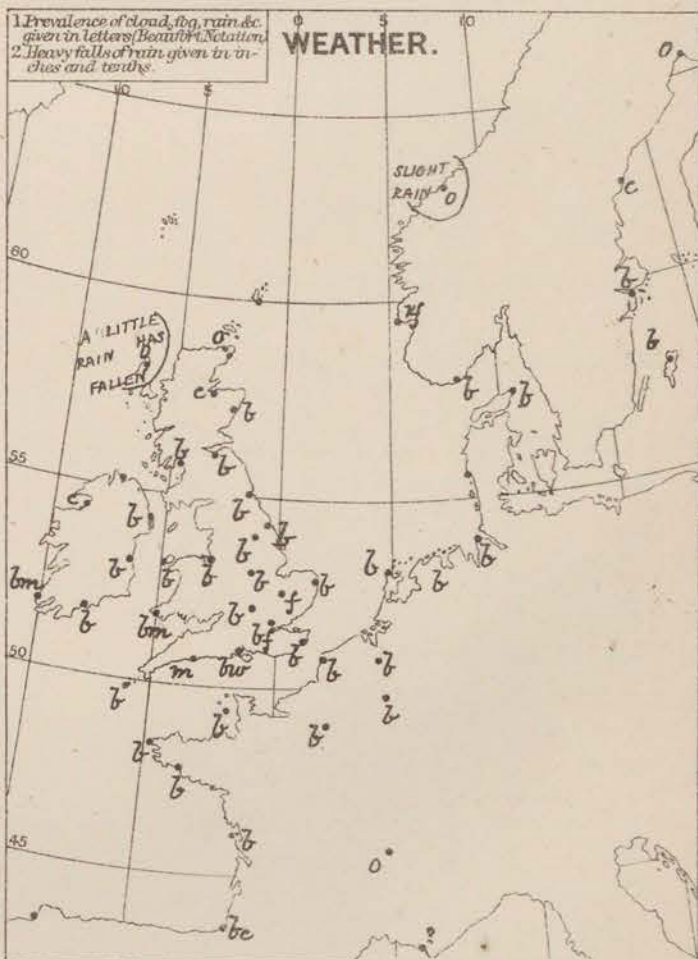 1. Prevalence of cloud, fog, rain &c.
given in letters (Beaufort Notation)
2. Heavy falls of rain given in in-
ches and tenths.
WEATHER.
10 5 0 5 10
O
SLIGHT
RAIN
O
c
60
b
b
A LITTLE
RAIN HAS
b
FALLEN
o
c
b
b
b
b
b
55
c
b
b
b
b
b
b
b
b
b
b
b
b
bm
b
bm
b
f
bf
b
50
m
bw
b
b
b
b
b
b
b
b
45
b
o
bc